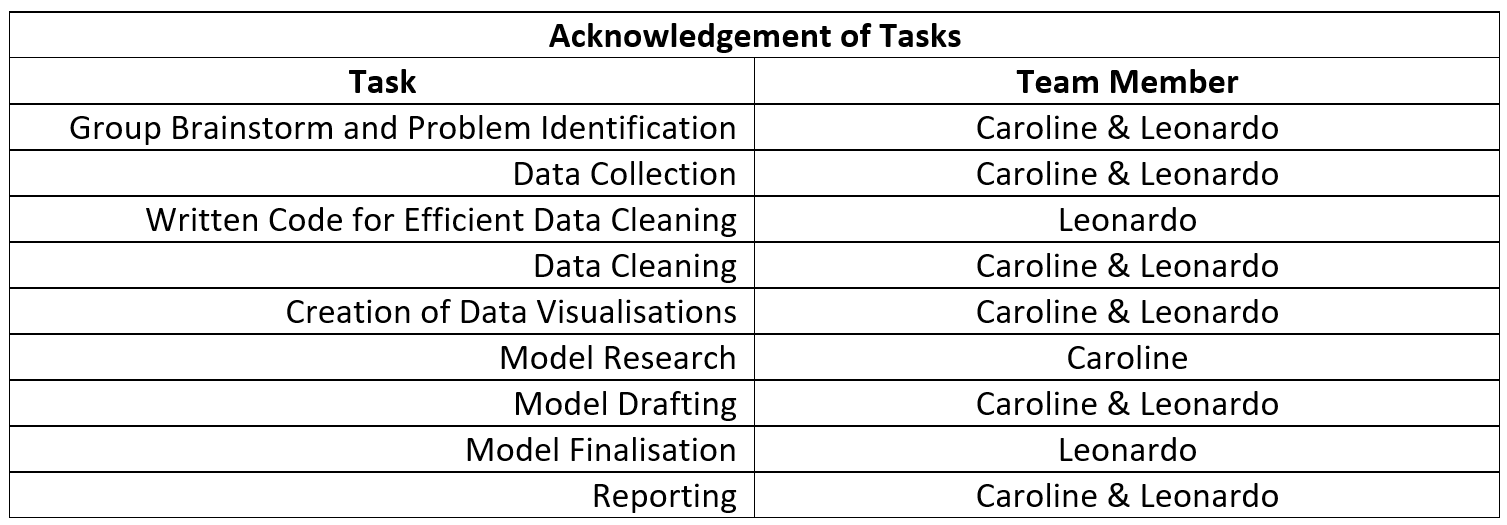 Acknowledgement of Tasks
Task Team Member
Group Brainstorm and Problem Identification Caroline & Leonardo
Data Collection Caroline & Leonardo
Written Code for Efficient Data Cleaning Leonardo
Data Cleaning Caroline & Leonardo
Creation of Data Visualisations Caroline & Leonardo
Model Research Caroline
Model Drafting Caroline & Leonardo
Model Finalisation Leonardo
Reporting Caroline & Leonardo